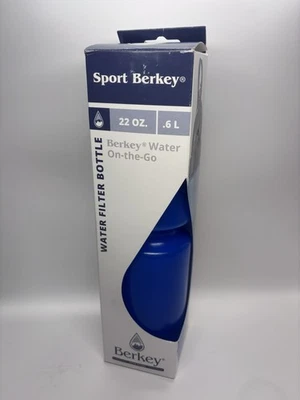 Sport Berkey®
22 OZ.
.6 L
WATER FILTER BOTTLE
Berkey® Water
On-the-Go
Berkey